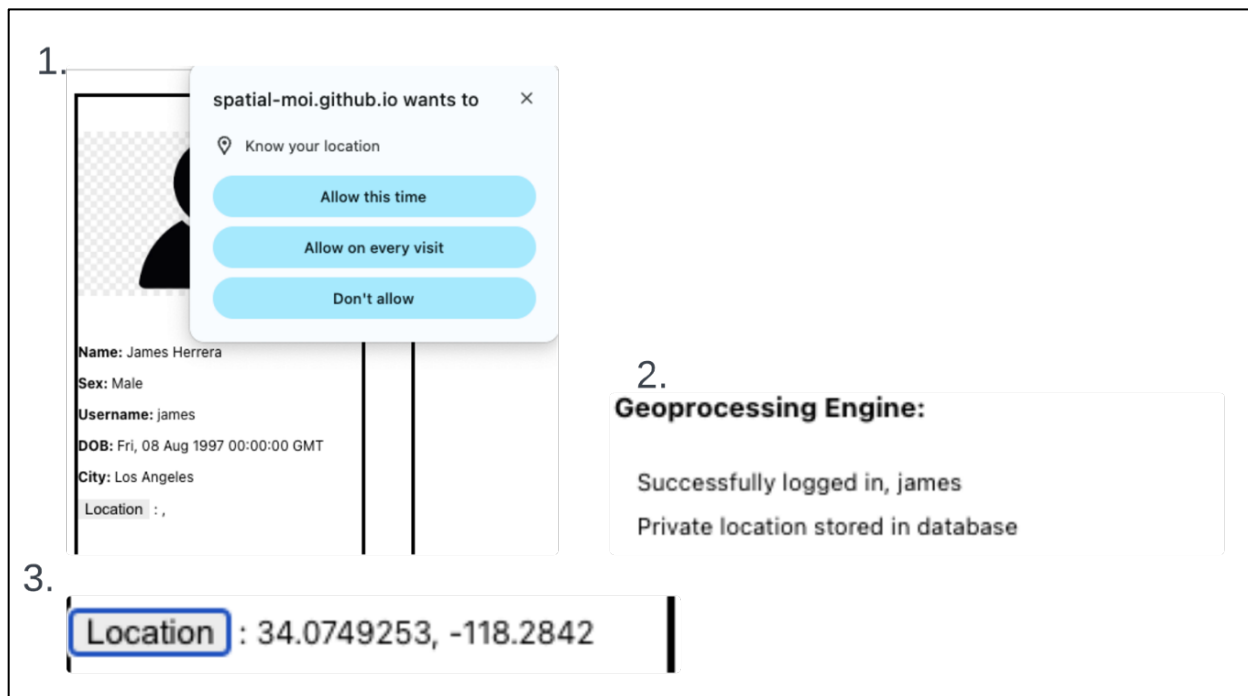 1.
spatial-moi.github.io wants to
Know your location
Allow this time
Allow on every visit
Don't allow
Name: James Herrera
Sex: Male
Username: james
DOB: Fri, 08 Aug 1997 00:00:00 GMT
City: Los Angeles
Location : ,
2.
Geoprocessing Engine:
Successfully logged in, james
Private location stored in database
3.
Location : 34.0749253, -118.2842